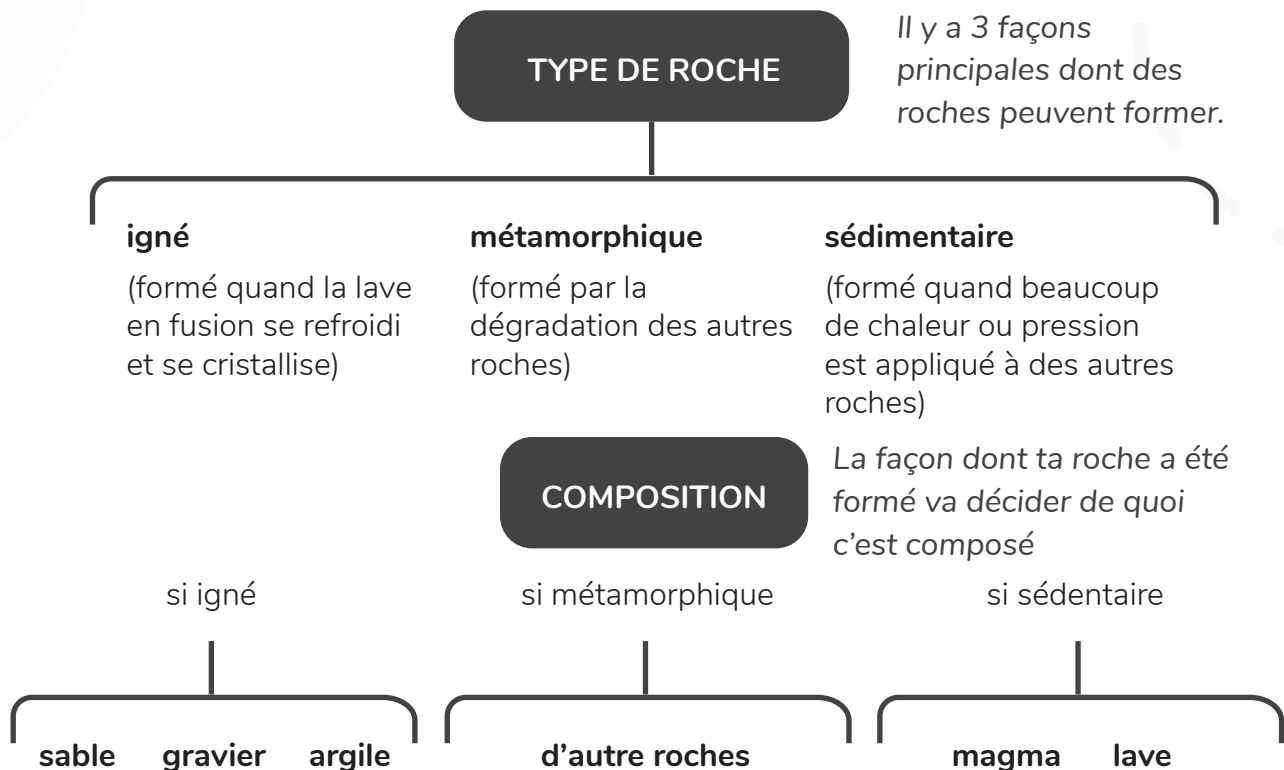 TYPE DE ROCHE
Il y a 3 façons
principales dont des
roches peuvent former.
igné
(formé quand la lave
en fusion se refroidi
et se cristallise)
métamorphique
(formé par la
dégradation des autres
roches)
sédimentaire
(formé quand beaucoup
de chaleur ou pression
est appliqué à des autres
roches)
COMPOSITION
La façon dont ta roche a été
formé va décider de quoi
c'est composé
si igné
si métamorphique
si sédentaire
sable gravier argile
d'autre roches
magma lave